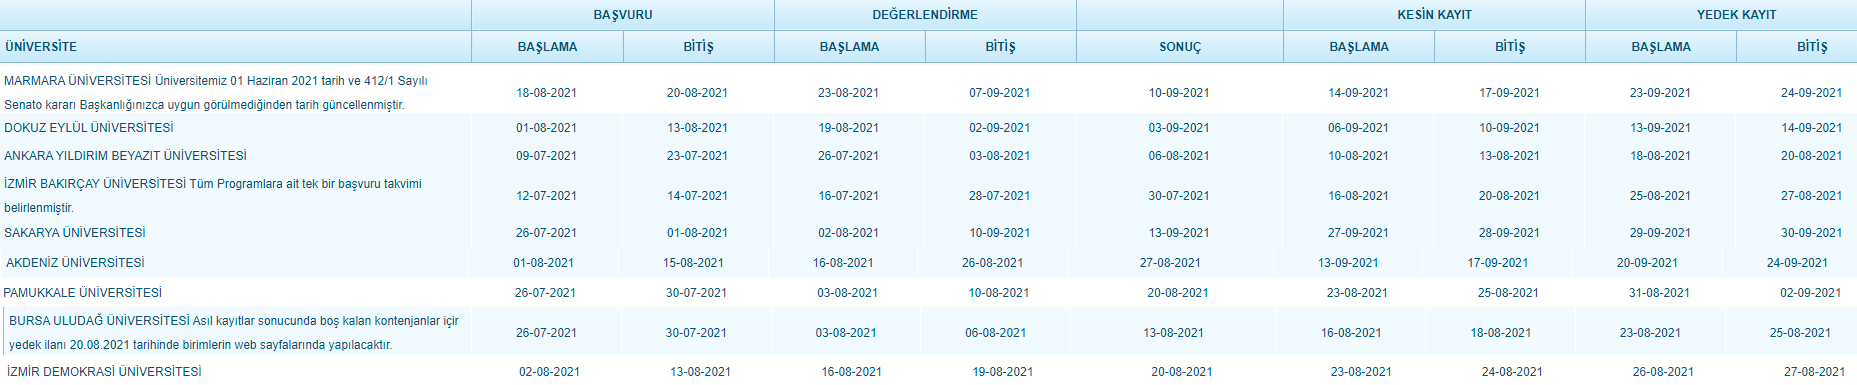 BAŞVURU DEĞERLENDİRME KESİN KAYIT YEDEK KAYIT
ÜNİVERSİTE BAŞLAMA BİTİŞ BAŞLAMA BİTİŞ SONUÇ BAŞLAMA BİTİŞ BAŞLAMA BİTİŞ
MARMARA ÜNİVERSİTESİ Üniversitemiz 01 Haziran 2021 tarih ve 412/1 Sayılı
Senato kararı Başkanlığınızca uygun görülmediğinden tarih güncellenmiştir.
18-08-2021 20-08-2021 23-08-2021 07-09-2021 10-09-2021 14-09-2021 17-09-2021 23-09-2021 24-09-2021
DOKUZ EYLÜL ÜNİVERSİTESİ 01-08-2021 13-08-2021 19-08-2021 02-09-2021 03-09-2021 06-09-2021 10-09-2021 13-09-2021 14-09-2021
ANKARA YILDIRIM BEYAZIT ÜNİVERSİTESİ 09-07-2021 23-07-2021 26-07-2021 03-08-2021 06-08-2021 10-08-2021 13-08-2021 18-08-2021 20-08-2021
İZMİR BAKIRÇAY ÜNİVERSİTESİ Tüm Programlara ait tek bir başvuru takvimi
belirlenmiştir.
12-07-2021 14-07-2021 16-07-2021 28-07-2021 30-07-2021 16-08-2021 20-08-2021 25-08-2021 27-08-2021
SAKARYA ÜNİVERSİTESİ 26-07-2021 01-08-2021 02-08-2021 10-09-2021 13-09-2021 27-09-2021 28-09-2021 29-09-2021 30-09-2021
AKDENİZ ÜNİVERSİTESİ 01-08-2021 15-08-2021 16-08-2021 26-08-2021 27-08-2021 13-09-2021 17-09-2021 20-09-2021 24-09-2021
PAMUKKALE ÜNİVERSİTESİ 26-07-2021 30-07-2021 03-08-2021 10-08-2021 20-08-2021 23-08-2021 25-08-2021 31-08-2021 02-09-2021
BURSA ULUDAĞ ÜNİVERSİTESİ Asıl kayıtlar sonucunda boş kalan kontenjanlar içir
yedek ilanı 20.08.2021 tarihinde birimlerin web sayfalarında yapılacaktır.
26-07-2021 30-07-2021 03-08-2021 06-08-2021 13-08-2021 16-08-2021 18-08-2021 23-08-2021 25-08-2021
İZMİR DEMOKRASİ ÜNİVERSİTESİ 02-08-2021 13-08-2021 16-08-2021 19-08-2021 20-08-2021 23-08-2021 24-08-2021 26-08-2021 27-08-2021